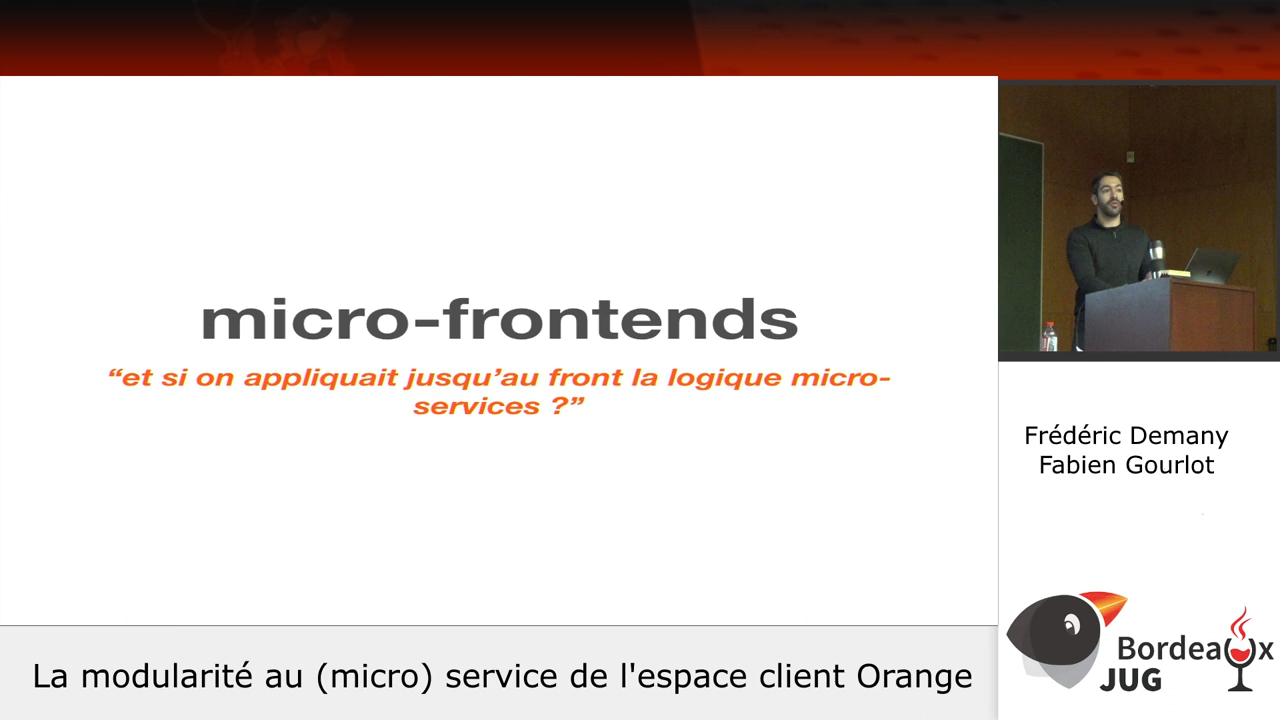 micro-frontends
“et si on appliquait jusqu’au front la logique micro-
services ?”
Frédéric Demany
Fabien Gourlot
Bordeaux
JUG
La modularité au (micro) service de l'espace client Orange